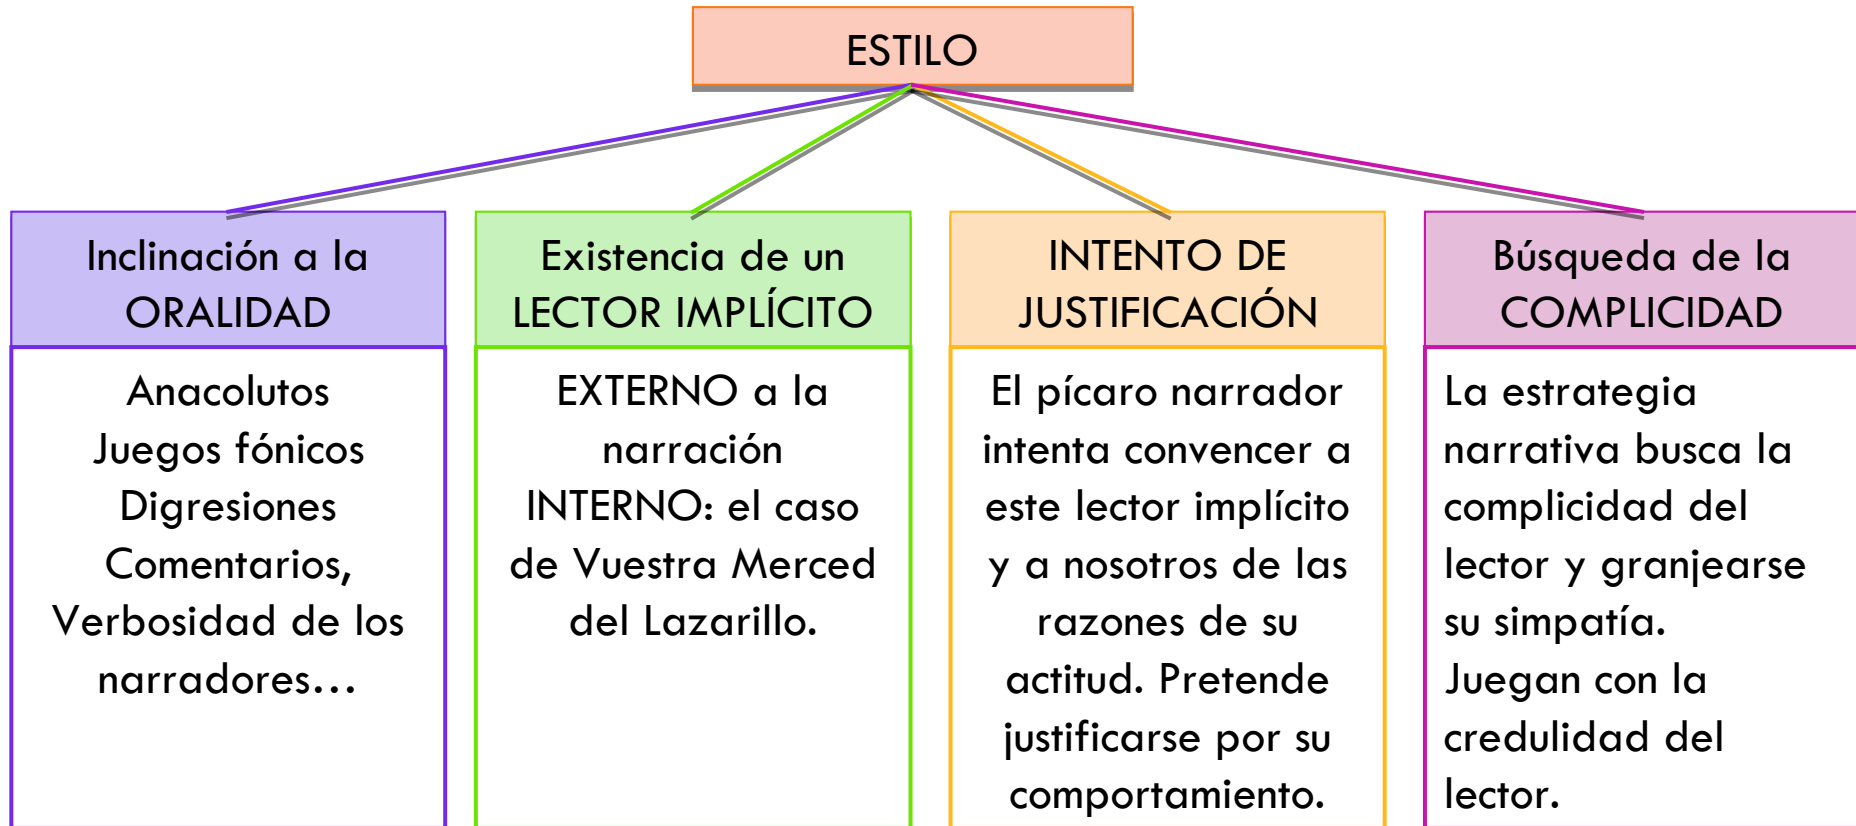 ESTILO
Inclinación a la
ORALIDAD
Anacolutos
Juegos fónicos
Digresiones
Comentarios,
Verbosidad de los
narradores…
Existencia de un
LECTOR IMPLÍCITO
EXTERNO a la
narración
INTERNO: el caso
de Vuestra Merced
del Lazarillo.
INTENTO DE
JUSTIFICACIÓN
El pícaro narrador
intenta convencer a
este lector implícito
y a nosotros de las
razones de su
actitud. Pretende
justificarse por su
comportamiento.
Búsqueda de la
COMPLICIDAD
La estrategia
narrativa busca la
complicidad del
lector y granjearse
su simpatía.
Juegan con la
credulidad del
lector.